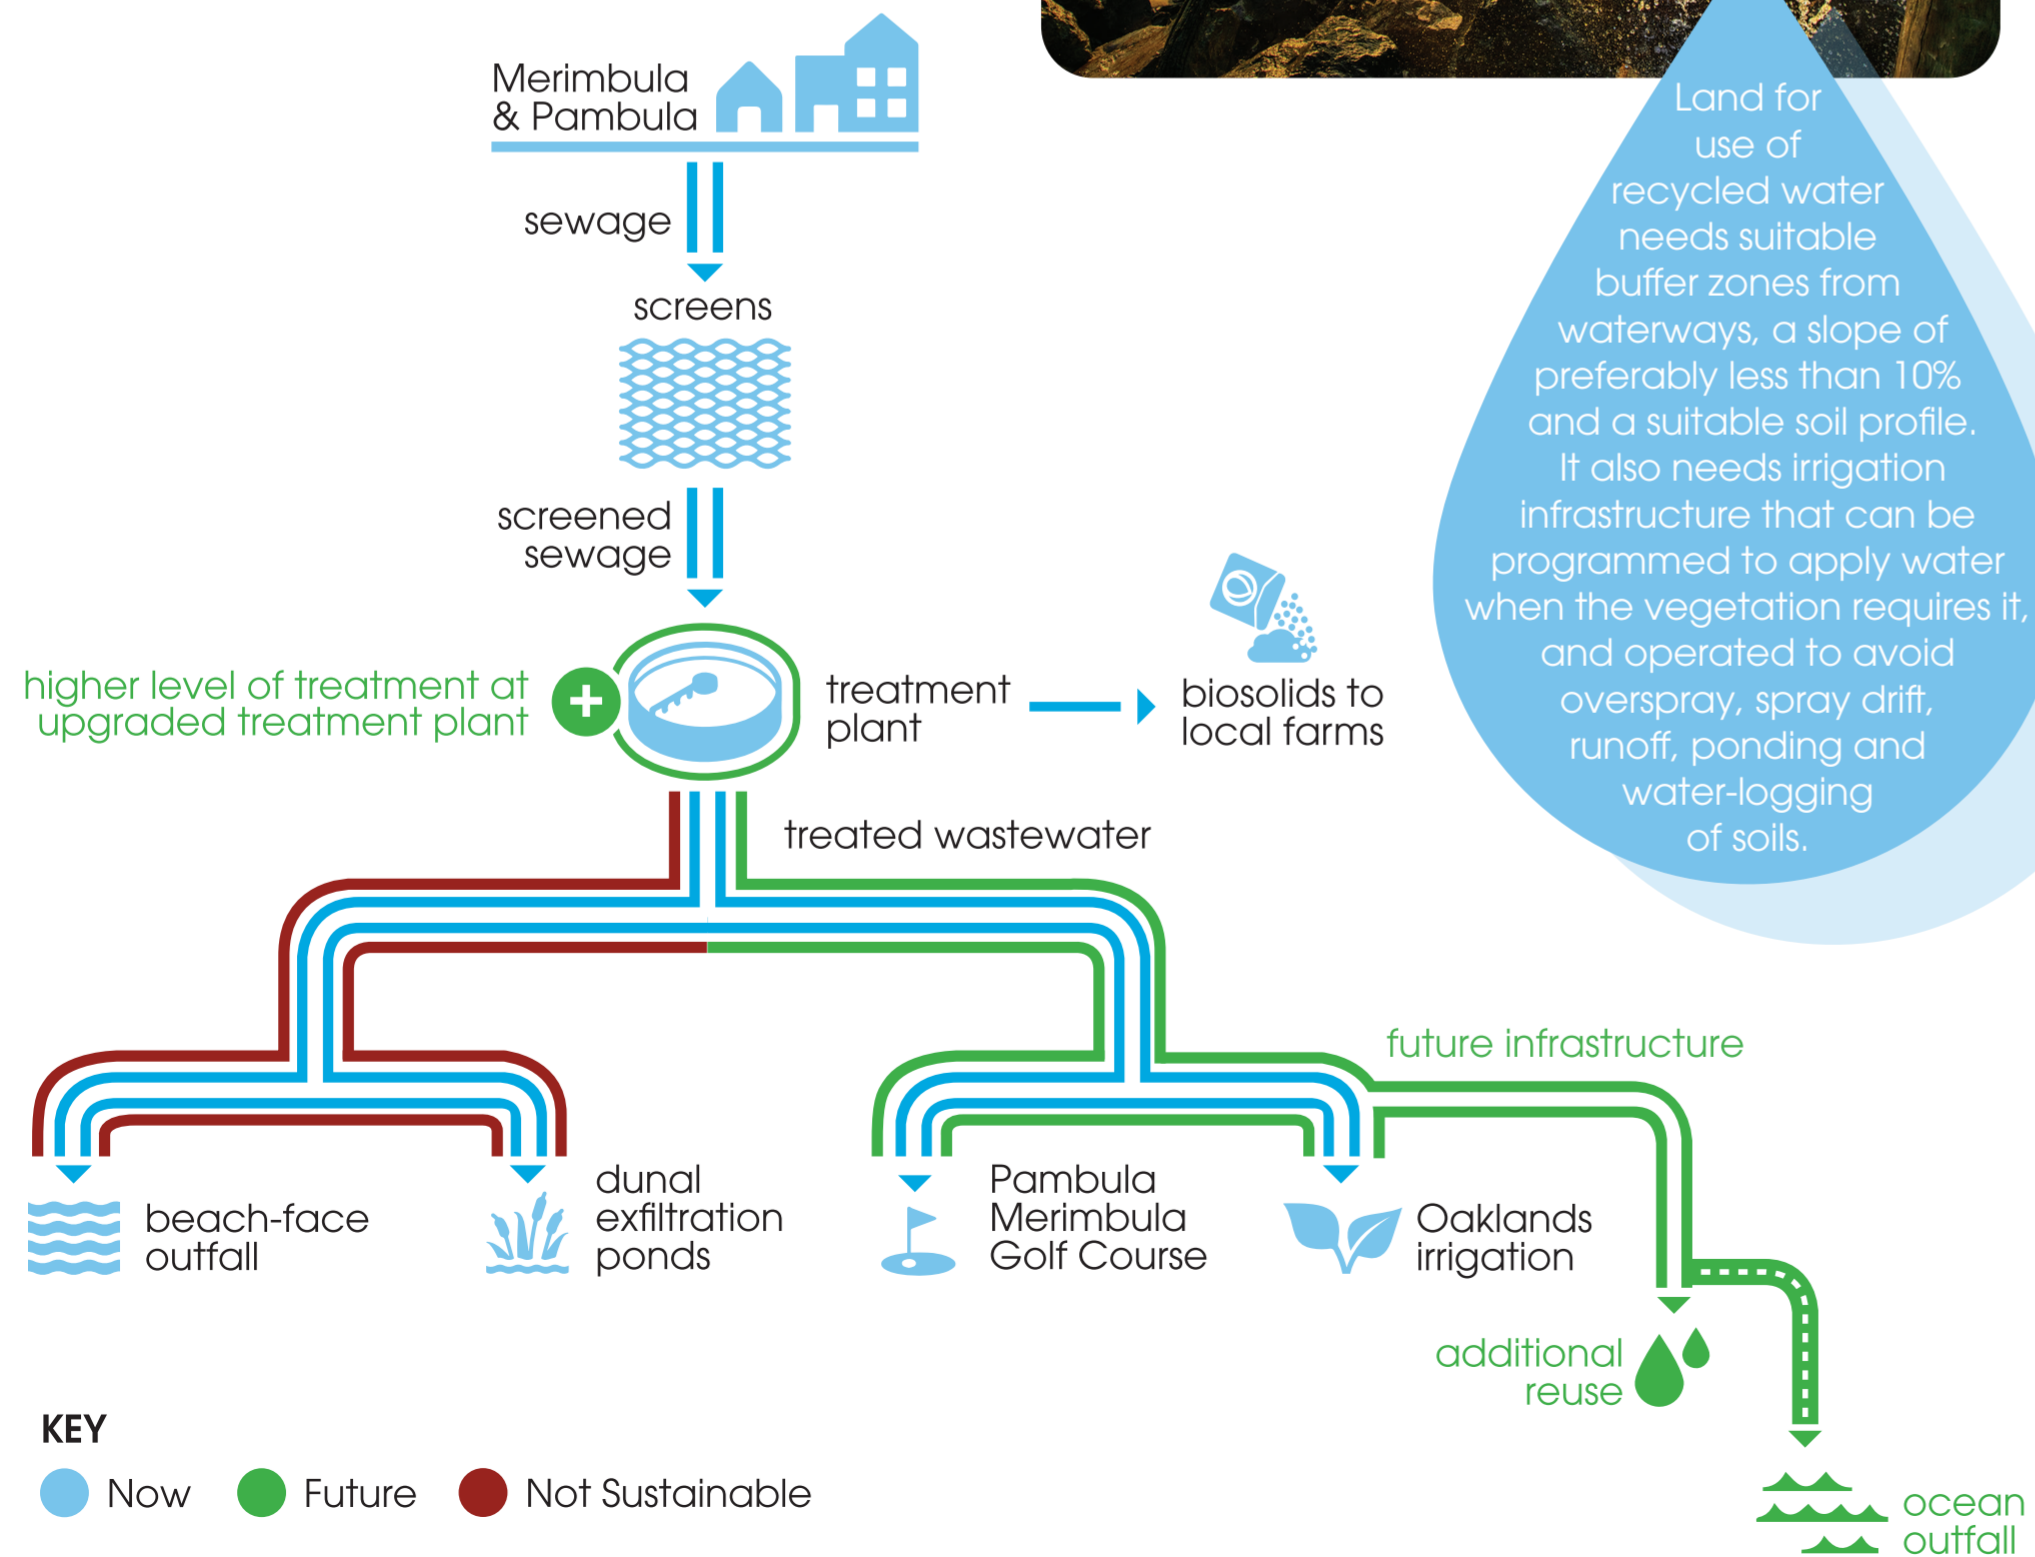 Merimbula
& Pambula
sewage
screens
screened
sewage
higher level of treatment at
upgraded treatment plant
treatment
plant
biosolids to
local farms
treated wastewater
Land for
use of
recycled water
needs suitable
buffer zones from
waterways, a slope of
preferably less than 10%
and a suitable soil profile.
It also needs irrigation
infrastructure that can be
programmed to apply water
when the vegetation requires it,
and operated to avoid
overspray, spray drift,
runoff, ponding and
water-logging
of soils.
future infrastructure
beach-face
outfall
dunal
exfiltration
ponds
Pambula
Merimbula
Golf Course
Oaklands
irrigation
additional
reuse
ocean
outfall
KEY
Now
Future
Not Sustainable